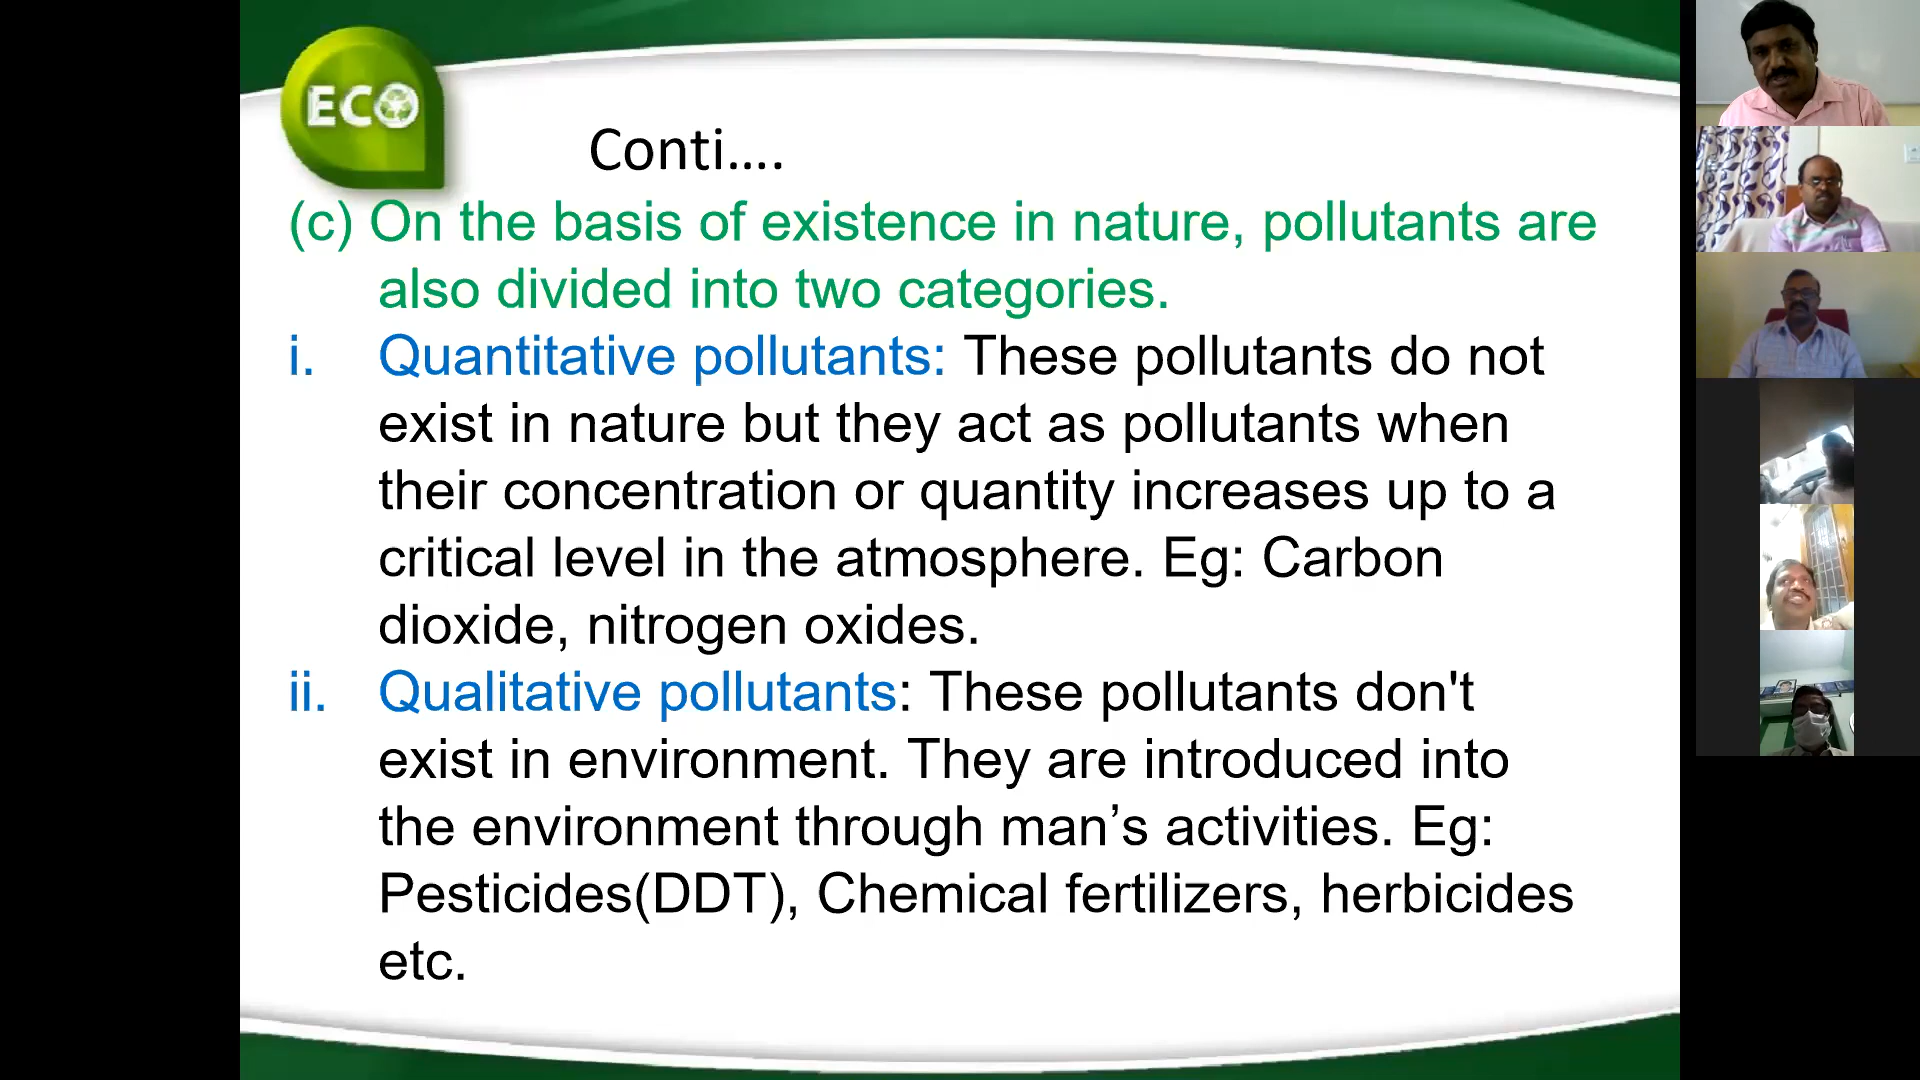 ECO
Conti....
(c) On the basis of existence in nature, pollutants are
also divided into two categories.
i. Quantitative pollutants: These pollutants do not
exist in nature but they act as pollutants when
their concentration or quantity increases up to a
critical level in the atmosphere. Eg: Carbon
dioxide, nitrogen oxides.
ii. Qualitative pollutants: These pollutants don't
exist in environment. They are introduced into
the environment through man’s activities. Eg:
Pesticides(DDT), Chemical fertilizers, herbicides
etc.